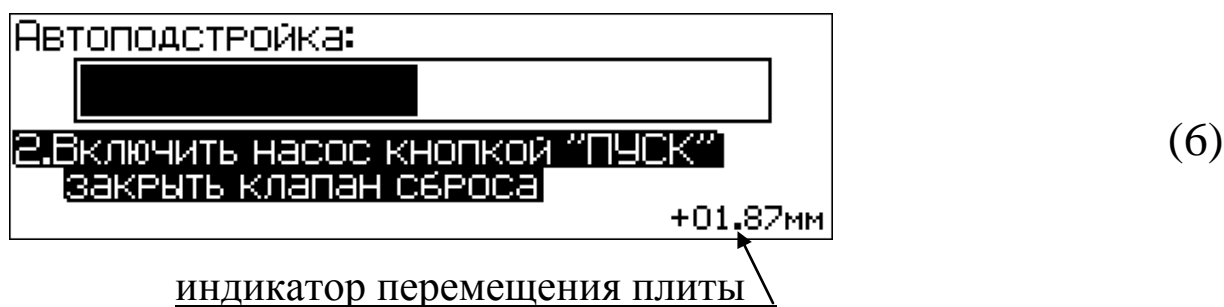 Автоподстройка:
2.Включить насос кнопкой "ПУСК"
закрыть клапан сброса
+01.87мм
(6)
индикатор перемещения плиты